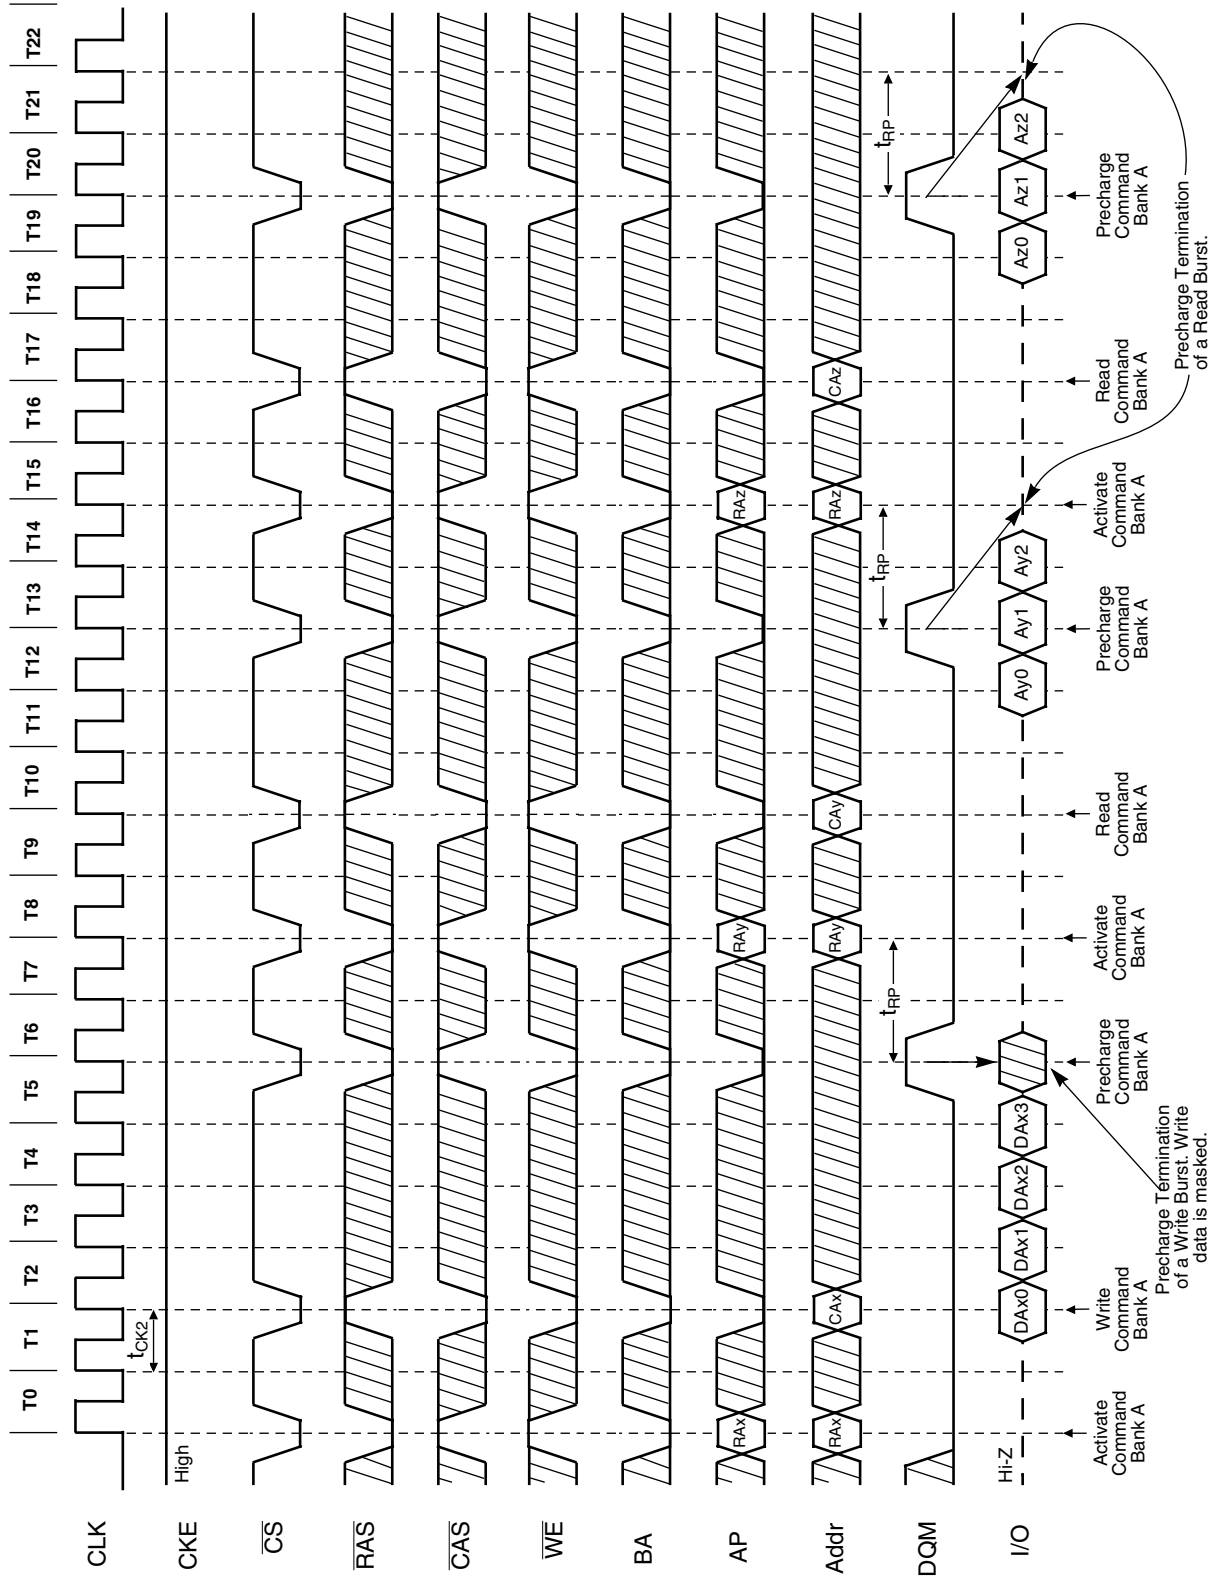 T0 T1 T2 T3 T4 T5 T6 T7 T8 T9 T10 T11 T12 T13 T14 T15 T16 T17 T18 T19 T20 T21 T22
CLK
tCK2
CKE
High
CS
RAS
CAS
WE
BA
AP
RAx
RAy
RAz
Addr
RAx
CAx
RAy
CAy
RAz
CAz
DQM
tRP
tRP
tRP
I/O
Hi-Z
DAx0
DAx1
DAx2
DAx3
Ay0
Ay1
Ay2
Az0
Az1
Az2
Activate
Command
Bank A
Write
Command
Bank A
Precharge
Command
Bank A
Activate
Command
Bank A
Read
Command
Bank A
Precharge
Command
Bank A
Activate
Command
Bank A
Read
Command
Bank A
Precharge
Command
Bank A
Precharge Termination
of a Write Burst. Write
data is masked.
Precharge Termination
of a Read Burst.